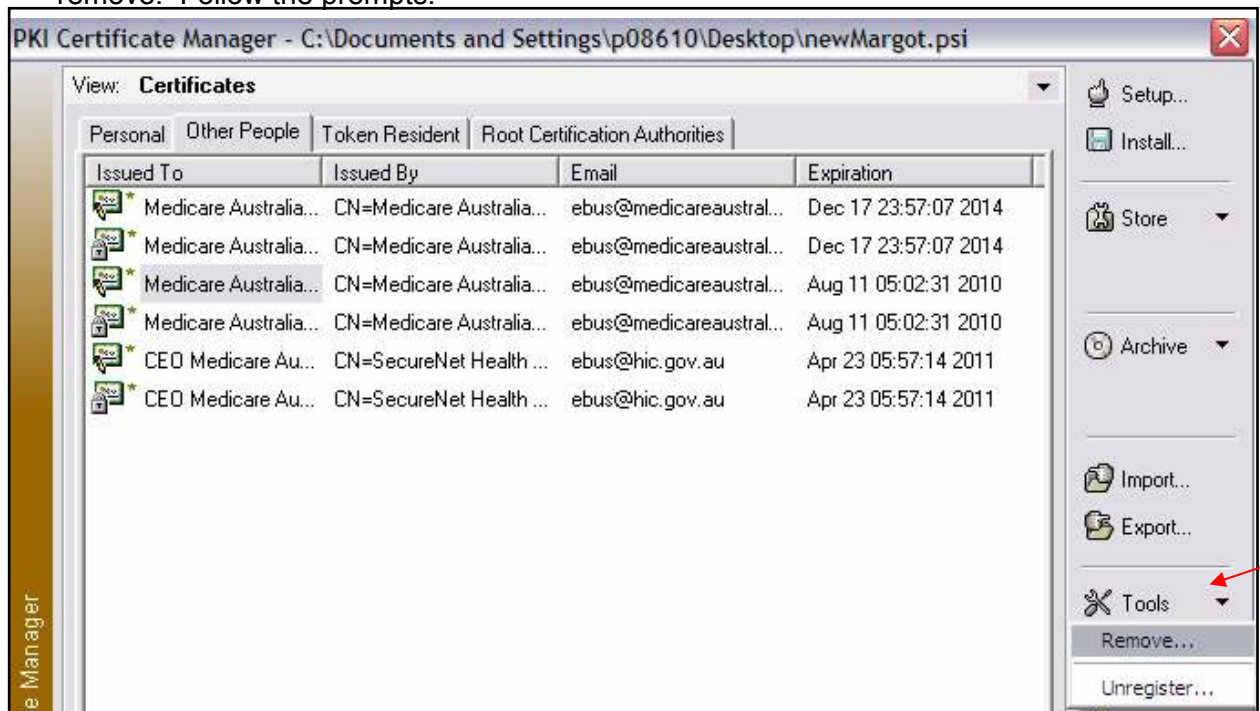 remove. Follow the prompts.
PKI Certificate Manager - C:\Documents and Settings\p08610\Desktop\newMargot.psi
View: Certificates
Personal Other People Token Resident Root Certification Authorities
Issued To Issued By Email Expiration
* Medicare Australia... CN=Medicare Australia... ebus@medicareaustral... Dec 17 23:57:07 2014
* Medicare Australia... CN=Medicare Australia... ebus@medicareaustral... Dec 17 23:57:07 2014
* Medicare Australia... CN=Medicare Australia... ebus@medicareaustral... Aug 11 05:02:31 2010
* Medicare Australia... CN=Medicare Australia... ebus@medicareaustral... Aug 11 05:02:31 2010
* CEO Medicare Au... CN=SecureNet Health ... ebus@hic.gov.au Apr 23 05:57:14 2011
* CEO Medicare Au... CN=SecureNet Health ... ebus@hic.gov.au Apr 23 05:57:14 2011
Setup...
Install...
Store
Archive
Import...
Export...
Tools
Remove...
Unregister...
e Manager